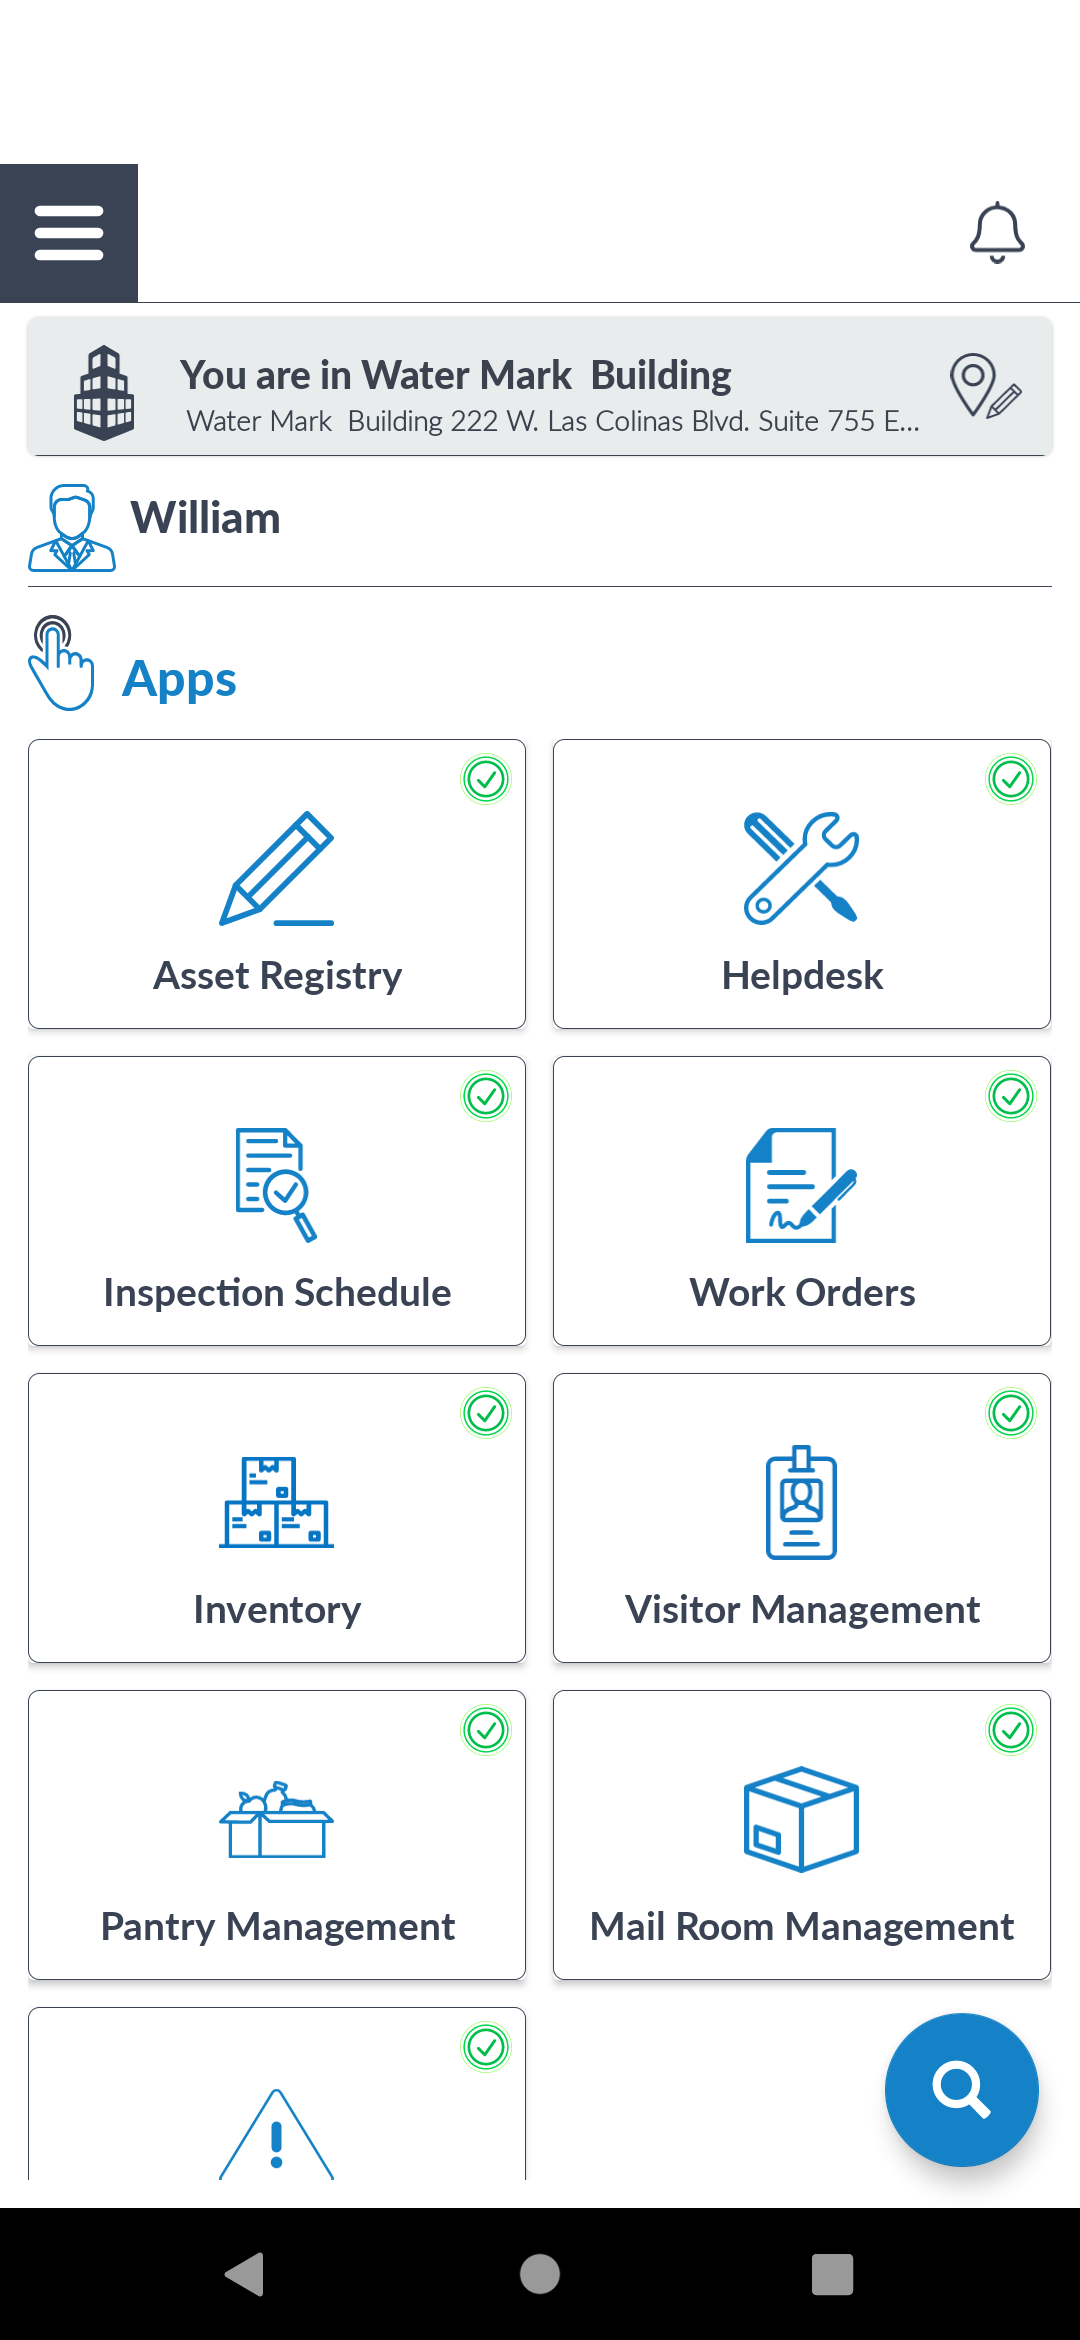 You are in Water Mark  Building
Water Mark  Building 222 W. Las Colinas Blvd. Suite 755 E...
William
Apps
Asset Registry
Helpdesk
Inspection Schedule
Work Orders
Inventory
Visitor Management
Pantry Management
Mail Room Management